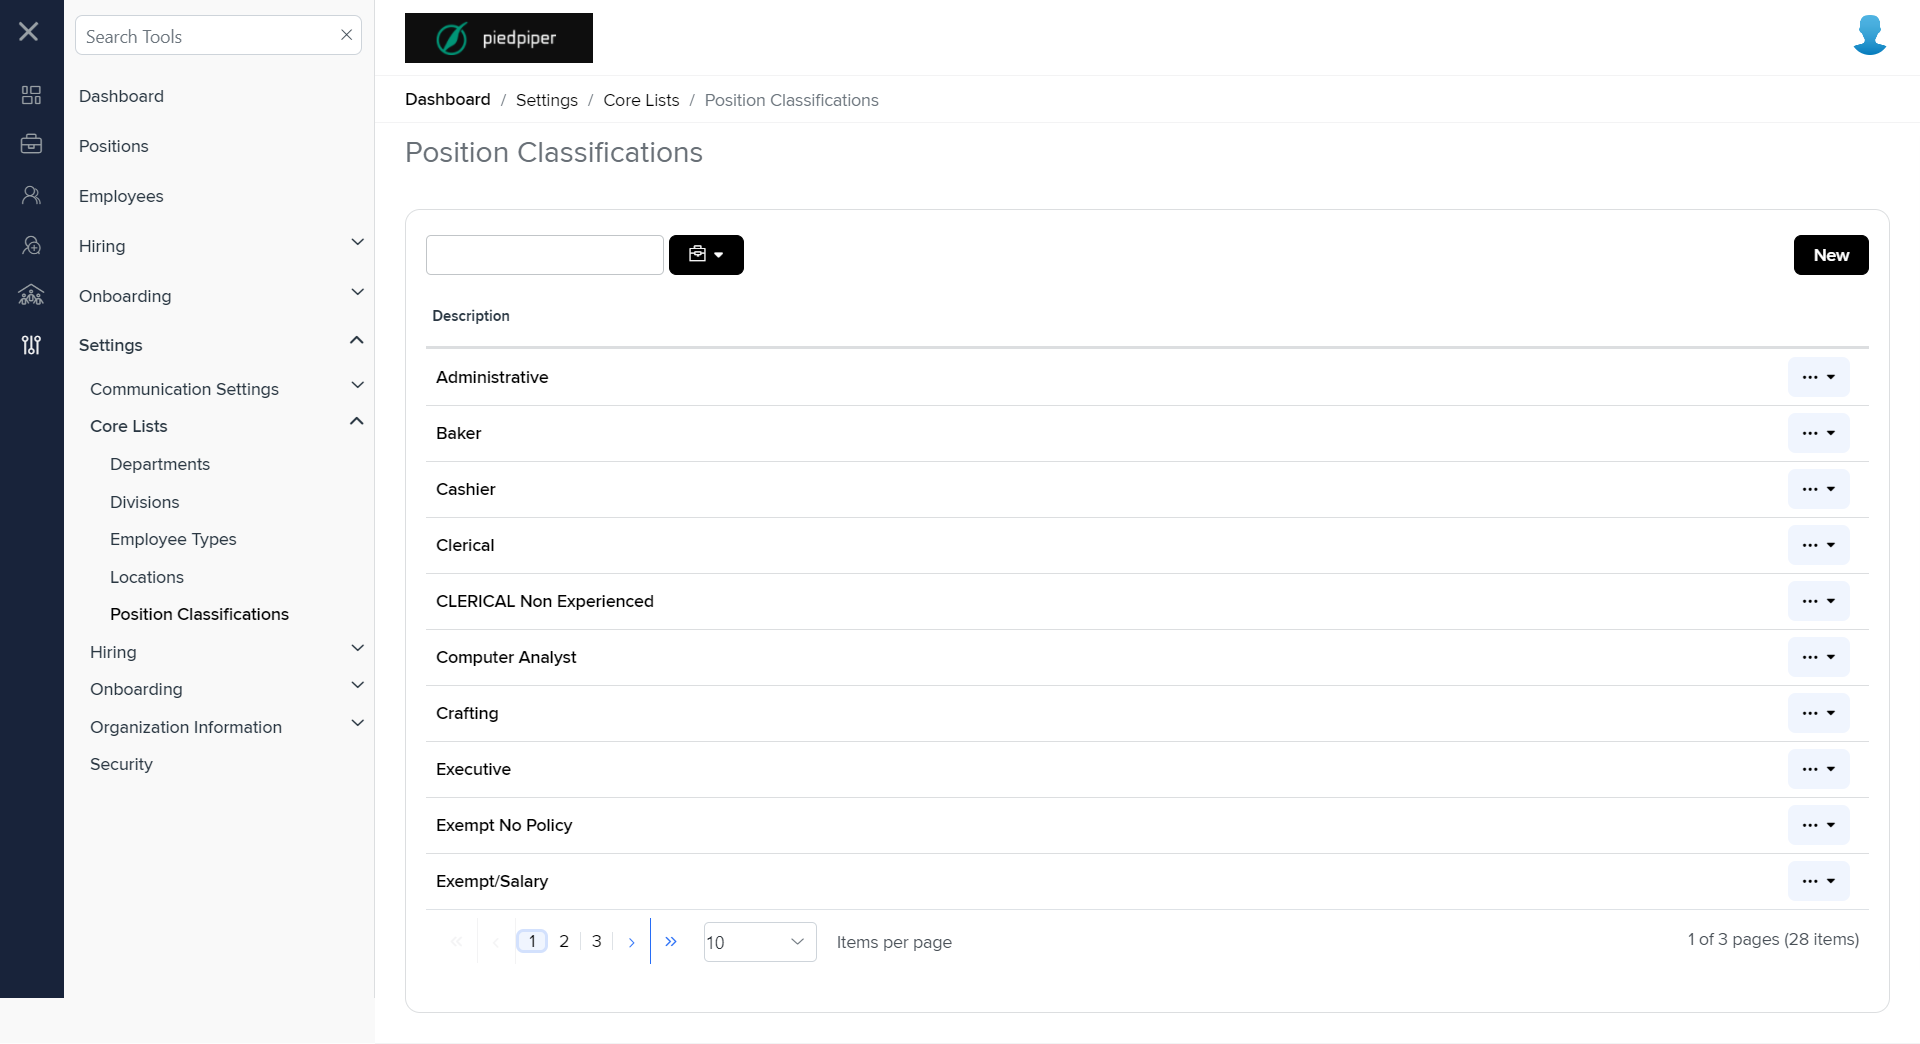 Search Tools
Dashboard
Positions
Employees
Hiring
Onboarding
Settings
Communication Settings
Core Lists
Departments
Divisions
Employee Types
Locations
Position Classifications
Hiring
Onboarding
Organization Information
Security
piedpiper
Dashboard / Settings / Core Lists / Position Classifications
Position Classifications
New
Description
Administrative
Baker
Cashier
Clerical
CLERICAL Non Experienced
Computer Analyst
Crafting
Executive
Exempt No Policy
Exempt/Salary
« ‹ 1 2 3 › » 10 Items per page 1 of 3 pages (28 items)